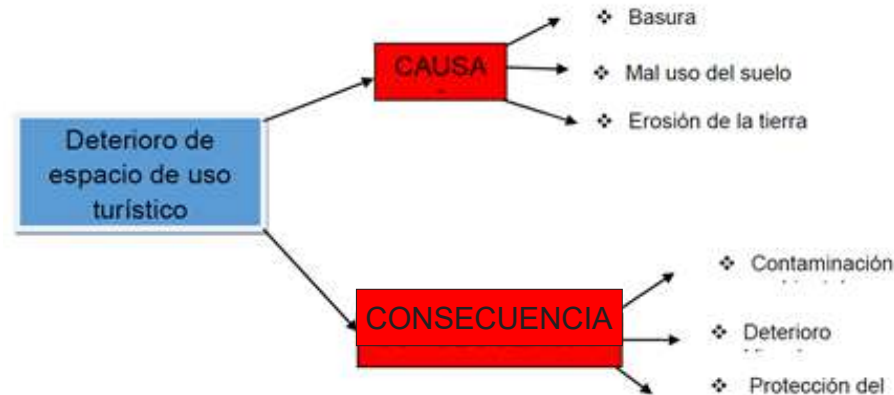 Basura
CAUSA
Mal uso del suelo
Erosión de la tierra
Deterioro de
espacio de uso
turístico
Contaminación
CONSECUENCIA
Deterioro
Protección del